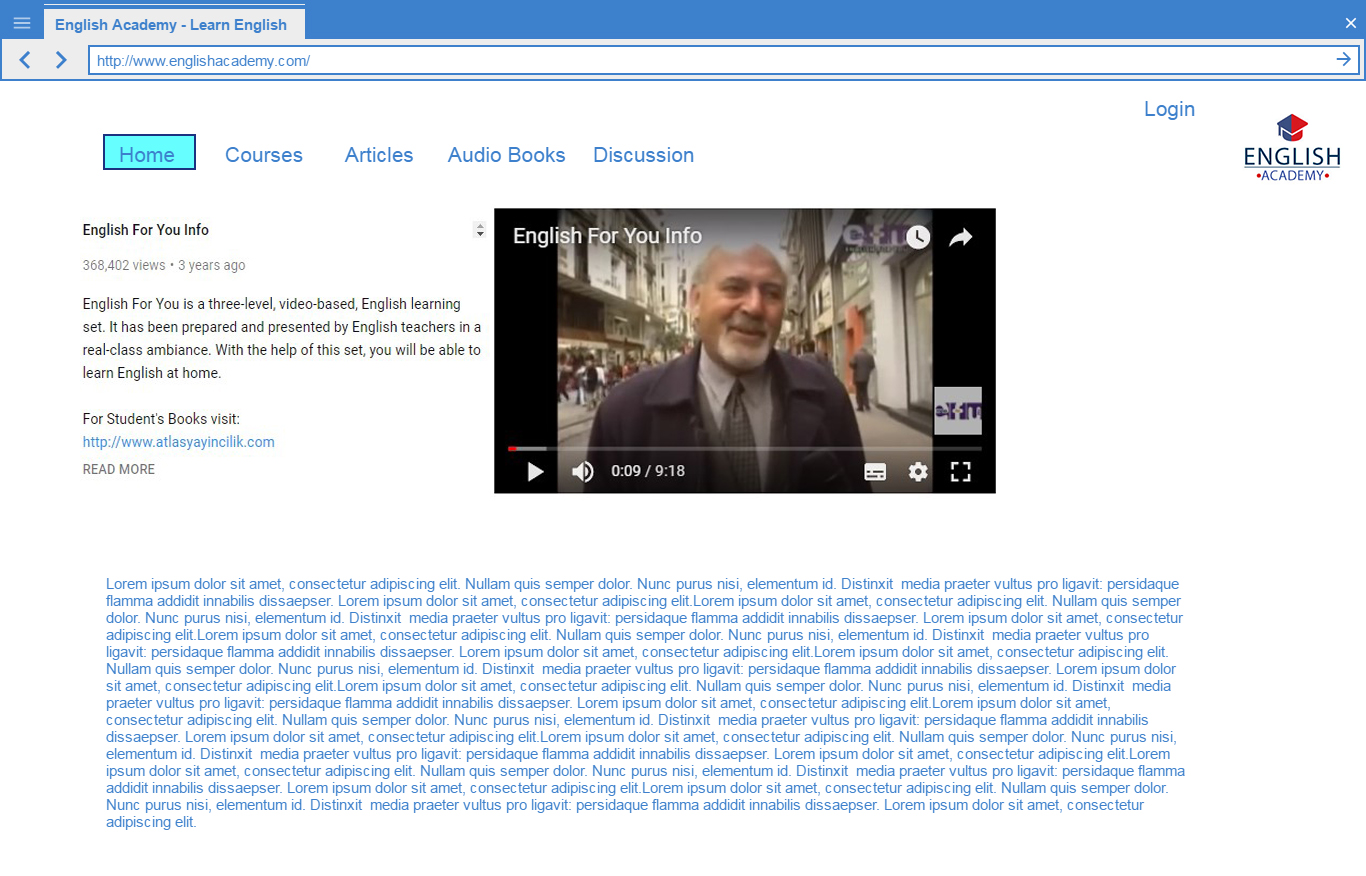 English Academy - Learn English
http://www.englishacademy.com/
Login
Home Courses Articles Audio Books Discussion
ENGLISH
•ACADEMY•
English For You Info
368,402 views • 3 years ago
English For You is a three-level, video-based, English learning
set. It has been prepared and presented by English teachers in a
real-class ambiance. With the help of this set, you will be able to
learn English at home.
For Student's Books visit:
http://www.atlasyayincilik.com
READ MORE
English For You Info
0:09 / 9:18
Lorem ipsum dolor sit amet, consectetur adipiscing elit. Nullam quis semper dolor. Nunc purus nisi, elementum id. Distinxit  media praeter vultus pro ligavit: persidaque
flamma addidit innabilis dissaepser. Lorem ipsum dolor sit amet, consectetur adipiscing elit.Lorem ipsum dolor sit amet, consectetur adipiscing elit. Nullam quis semper
dolor. Nunc purus nisi, elementum id. Distinxit  media praeter vultus pro ligavit: persidaque flamma addidit innabilis dissaepser. Lorem ipsum dolor sit amet, consectetur
adipiscing elit.Lorem ipsum dolor sit amet, consectetur adipiscing elit. Nullam quis semper dolor. Nunc purus nisi, elementum id. Distinxit  media praeter vultus pro
ligavit: persidaque flamma addidit innabilis dissaepser. Lorem ipsum dolor sit amet, consectetur adipiscing elit.Lorem ipsum dolor sit amet, consectetur adipiscing elit.
Nullam quis semper dolor. Nunc purus nisi, elementum id. Distinxit  media praeter vultus pro ligavit: persidaque flamma addidit innabilis dissaepser. Lorem ipsum dolor
sit amet, consectetur adipiscing elit.Lorem ipsum dolor sit amet, consectetur adipiscing elit. Nullam quis semper dolor. Nunc purus nisi, elementum id. Distinxit  media
praeter vultus pro ligavit: persidaque flamma addidit innabilis dissaepser. Lorem ipsum dolor sit amet, consectetur adipiscing elit.Lorem ipsum dolor sit amet,
consectetur adipiscing elit. Nullam quis semper dolor. Nunc purus nisi, elementum id. Distinxit  media praeter vultus pro ligavit: persidaque flamma addidit innabilis
dissaepser. Lorem ipsum dolor sit amet, consectetur adipiscing elit.Lorem ipsum dolor sit amet, consectetur adipiscing elit. Nullam quis semper dolor. Nunc purus nisi,
elementum id. Distinxit  media praeter vultus pro ligavit: persidaque flamma addidit innabilis dissaepser. Lorem ipsum dolor sit amet, consectetur adipiscing elit.Lorem
ipsum dolor sit amet, consectetur adipiscing elit. Nullam quis semper dolor. Nunc purus nisi, elementum id. Distinxit  media praeter vultus pro ligavit: persidaque flamma
addidit innabilis dissaepser. Lorem ipsum dolor sit amet, consectetur adipiscing elit.Lorem ipsum dolor sit amet, consectetur adipiscing elit. Nullam quis semper dolor.
Nunc purus nisi, elementum id. Distinxit  media praeter vultus pro ligavit: persidaque flamma addidit innabilis dissaepser. Lorem ipsum dolor sit amet, consectetur
adipiscing elit.